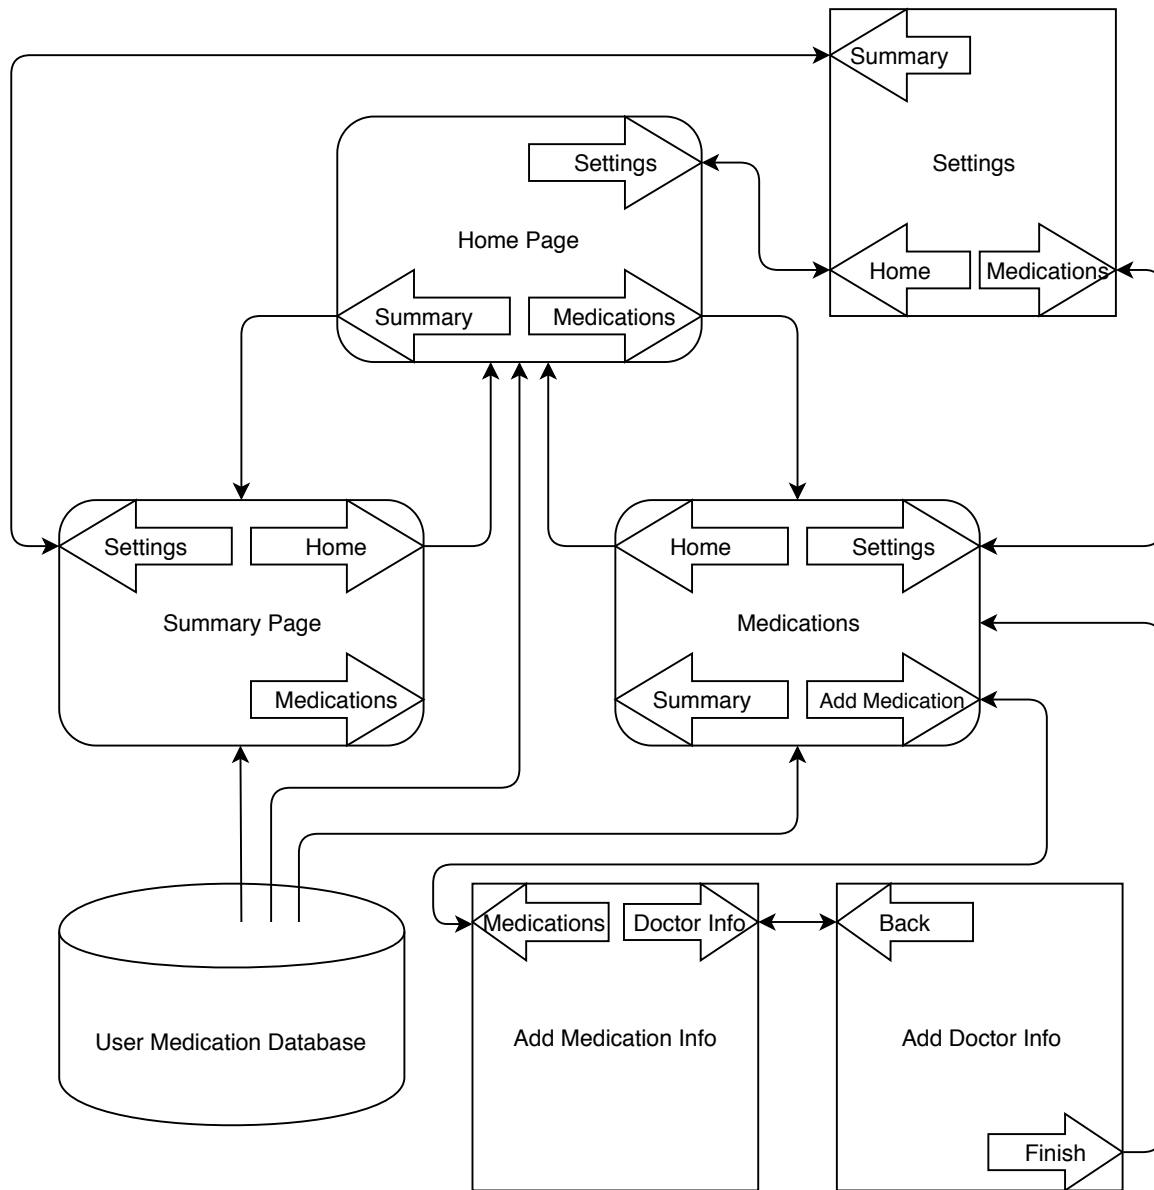 Summary
Settings
Settings
Home Page
Home
Medications
Summary
Medications
Settings
Home
Home
Settings
Summary Page
Medications
Medications
Summary
Add Medication
Medications
Doctor Info
Back
User Medication Database
Add Medication Info
Add Doctor Info
Finish